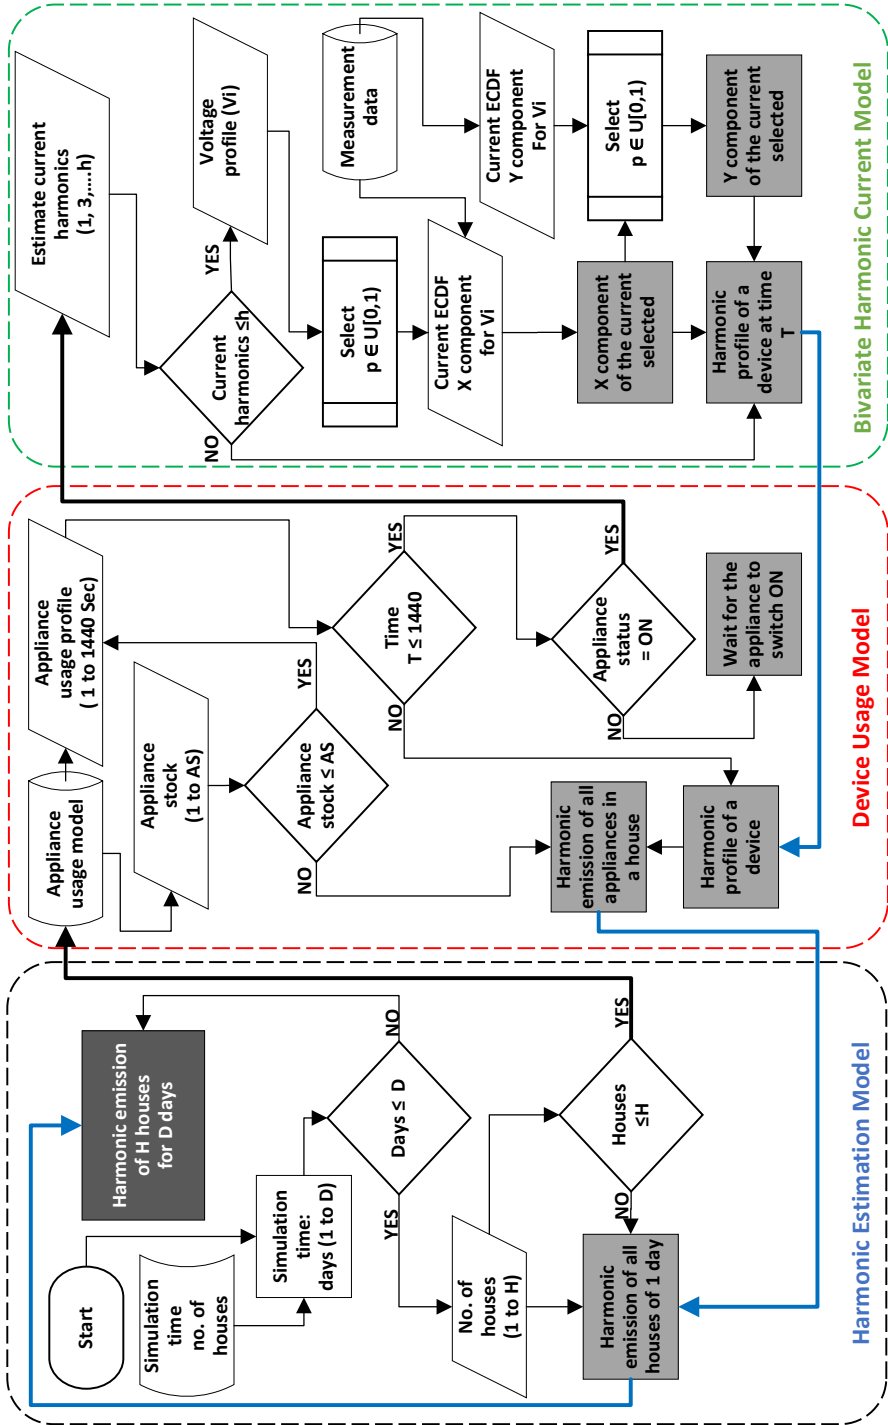 Start
Simulation
time
no. of
houses
Simulation
time:
days (1 to D)
Harmonic emission
of H houses
for D days
Days ≤ D
NO
YES
No. of
houses
(1 to H)
Houses
≤H
NO
YES
Harmonic
emission of all
houses of 1 day
Harmonic Estimation Model
Appliance
usage model
Appliance
usage profile
( 1 to 1440 Sec)
Appliance
stock
(1 to AS)
Appliance
stock ≤ AS
YES
NO
Time
T ≤ 1440
YES
NO
Appliance
status
= ON
YES
NO
Harmonic
emission of all
appliances in
a house
Harmonic
profile of a
device
Wait for the
appliance to
switch ON
Device Usage Model
Estimate current
harmonics
(1, 3,....h)
Current
harmonics ≤h
YES
NO
Voltage
profile (Vi)
Select
p ∈ U[0,1)
Measurement
data
Current ECDF
X component
for Vi
Current ECDF
Y component
For Vi
X component
of the current
selected
Select
p ∈ U[0,1)
Harmonic
profile of a
device at time
T
Y component
of the current
selected
Bivariate Harmonic Current Model